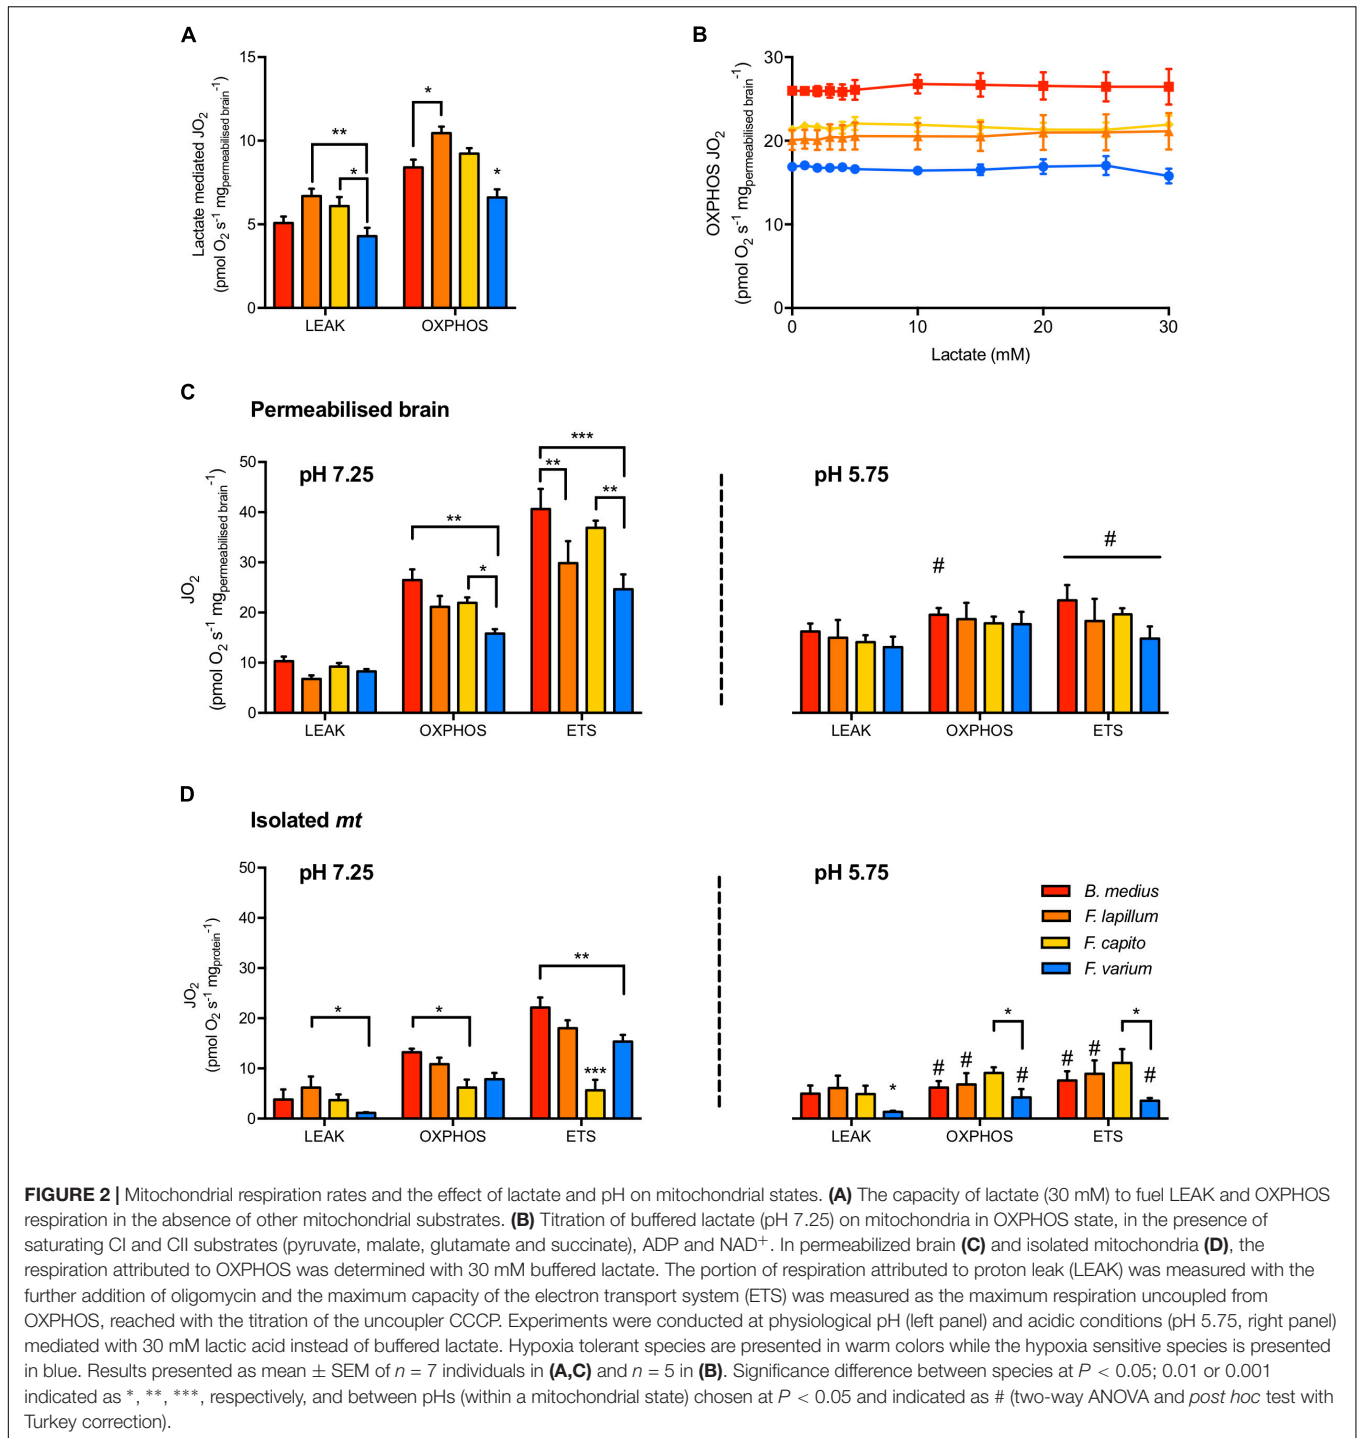 A
Lactate mediated JO2
(pmol O2 s-1 mgpermeabilised brain-1)
15
10
5
0
**
*
*
*
LEAK
OXPHOS
B
OXPHOS JO2
(pmol O2 s-1 mgpermeabilised brain-1)
30
20
10
0
0
10
20
30
Lactate (mM)
C
Permeabilised brain
JO2
(pmol O2 s-1 mgpermeabilised brain-1)
50
40
30
20
10
0
pH 7.25
**
*
***
**
**
LEAK
OXPHOS
ETS
pH 5.75
#
#
LEAK
OXPHOS
ETS
D
Isolated mt
JO2
(pmol O2 s-1 mgprotein-1)
50
40
30
20
10
0
pH 7.25
*
*
**
***
LEAK
OXPHOS
ETS
pH 5.75
B. medius
F. lapillum
F. capito
F. varium
*
# # * #
# # * #
LEAK
OXPHOS
ETS
FIGURE 2 | Mitochondrial respiration rates and the effect of lactate and pH on mitochondrial states. (A) The capacity of lactate (30 mM) to fuel LEAK and OXPHOS
respiration in the absence of other mitochondrial substrates. (B) Titration of buffered lactate (pH 7.25) on mitochondria in OXPHOS state, in the presence of
saturating CI and CII substrates (pyruvate, malate, glutamate and succinate), ADP and NAD+. In permeabilized brain (C) and isolated mitochondria (D), the
respiration attributed to OXPHOS was determined with 30 mM buffered lactate. The portion of respiration attributed to proton leak (LEAK) was measured with the
further addition of oligomycin and the maximum capacity of the electron transport system (ETS) was measured as the maximum respiration uncoupled from
OXPHOS, reached with the titration of the uncoupler CCCP. Experiments were conducted at physiological pH (left panel) and acidic conditions (pH 5.75, right panel)
mediated with 30 mM lactic acid instead of buffered lactate. Hypoxia tolerant species are presented in warm colors while the hypoxia sensitive species is presented
in blue. Results presented as mean ± SEM of n = 7 individuals in (A,C) and n = 5 in (B). Significance difference between species at P < 0.05; 0.01 or 0.001
indicated as *, **, ***, respectively, and between pHs (within a mitochondrial state) chosen at P < 0.05 and indicated as # (two-way ANOVA and post hoc test with
Turkey correction).